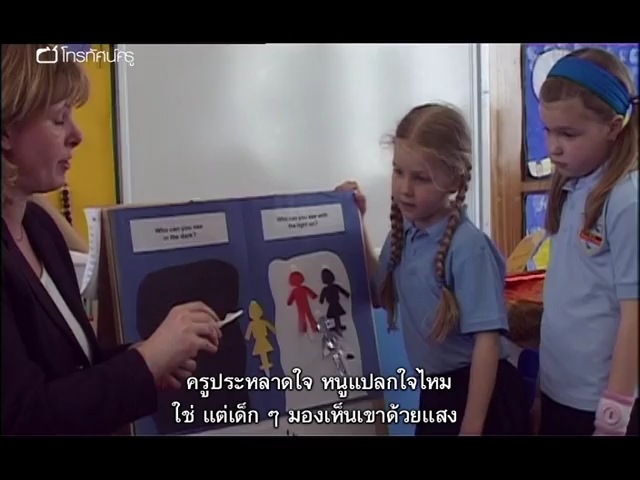 โทรทัศน์ครู
Who can you see
in the dark?
Who can you see with
the light on?
ครูประหลาดใจ หนูแปลกใจไหม
ใช่ แต่เด็ก ๆ มองเห็นเขาด้วยแสง